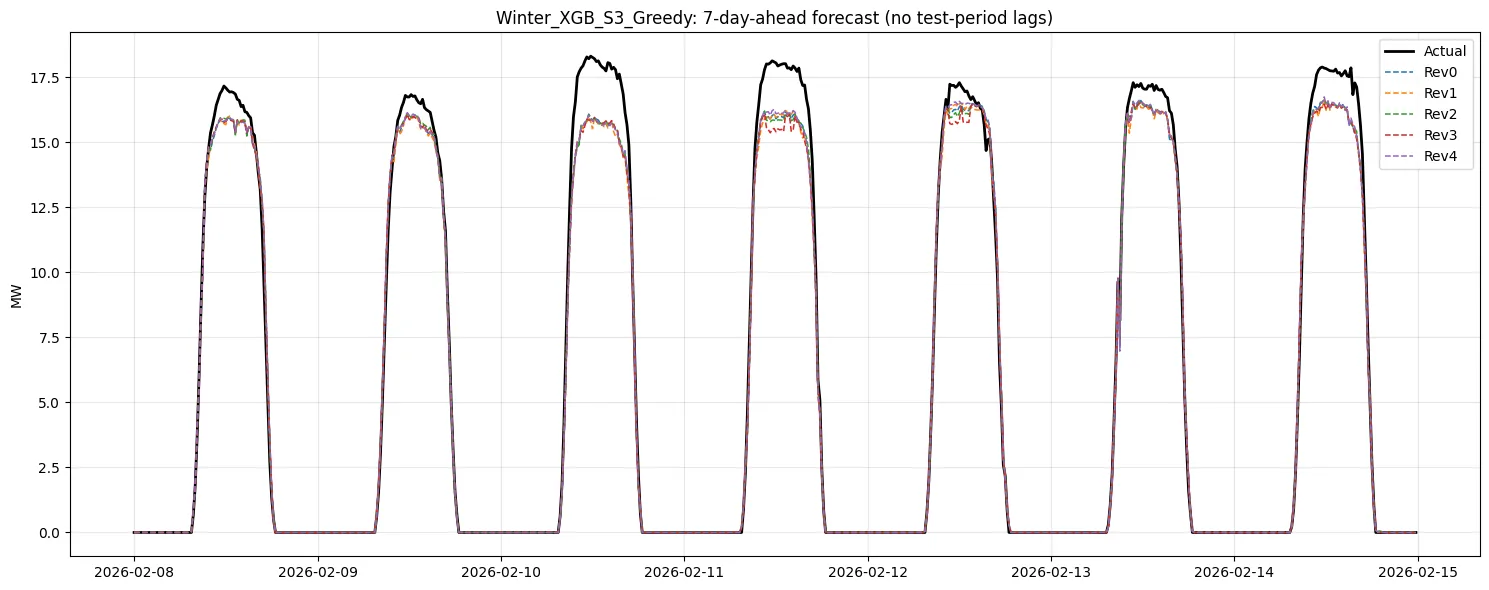 Winter_XGB_S3_Greedy: 7-day-ahead forecast (no test-period lags)
Actual
Rev0
Rev1
Rev2
Rev3
Rev4
MW
17.5
15.0
12.5
10.0
7.5
5.0
2.5
0.0
2026-02-08
2026-02-09
2026-02-10
2026-02-11
2026-02-12
2026-02-13
2026-02-14
2026-02-15